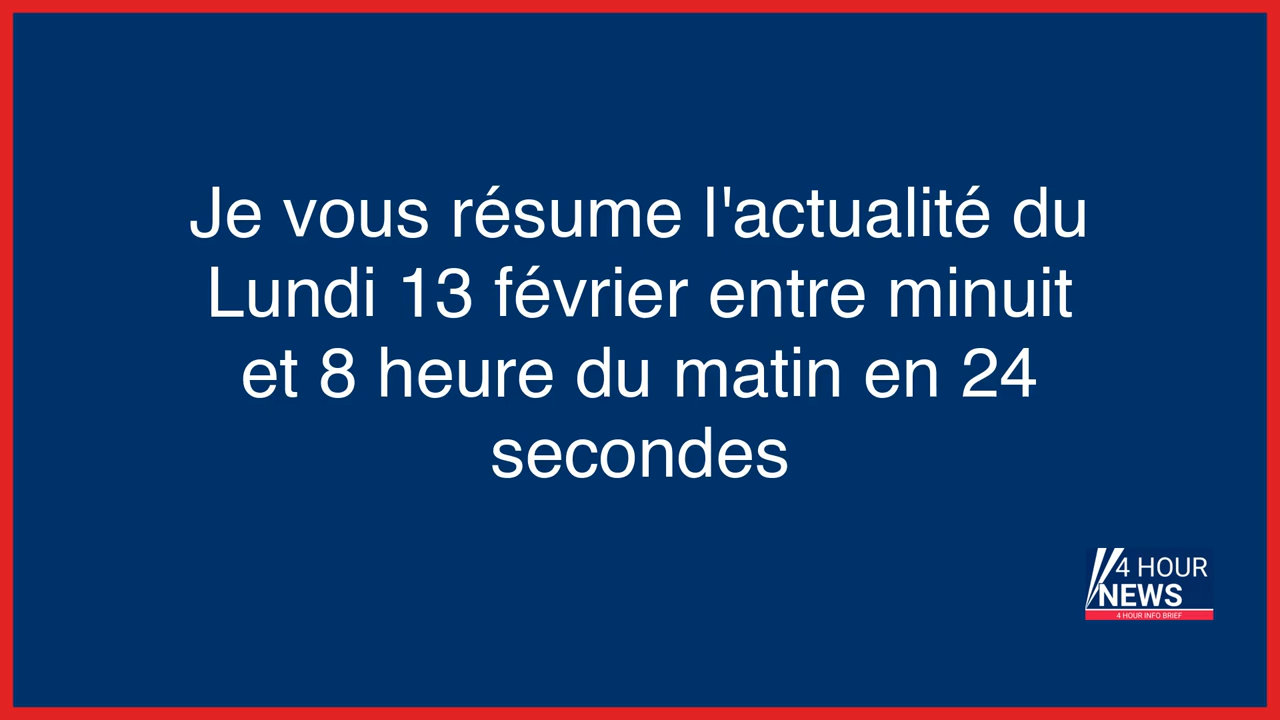 Je vous résume l'actualité du
Lundi 13 février entre minuit
et 8 heure du matin en 24
secondes
4 HOUR
NEWS
4 HOUR INFO BRIEF